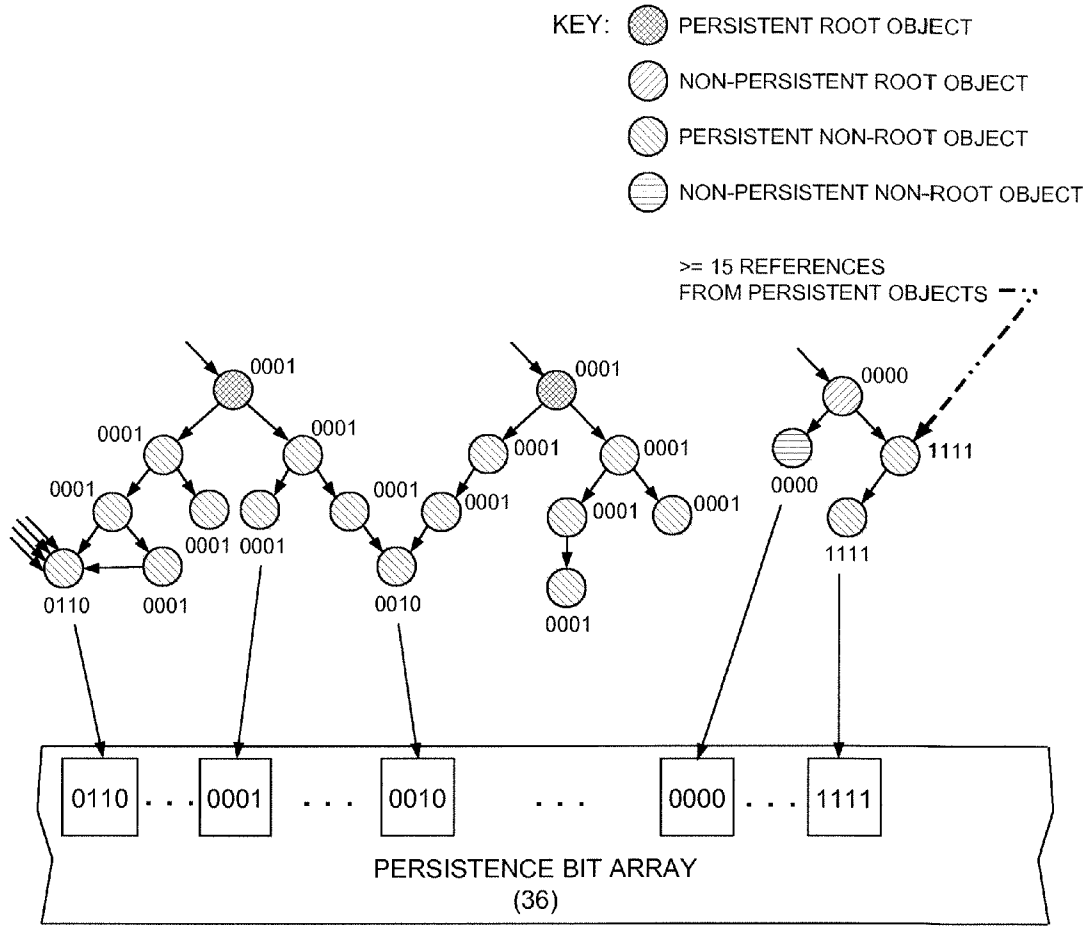 KEY: PERSISTENT ROOT OBJECT
NON-PERSISTENT ROOT OBJECT
PERSISTENT NON-ROOT OBJECT
NON-PERSISTENT NON-ROOT OBJECT
>= 15 REFERENCES
FROM PERSISTENT OBJECTS
0001 0001 0000
0001 0001 0001 0001 1111
0001 0001 0001 0000
0001 0001
0001 0001 1111
0110 0001 0010
0001
0110 . . . 0001 . . . 0010 . . . 0000 . . . 1111
PERSISTENCE BIT ARRAY
(36)